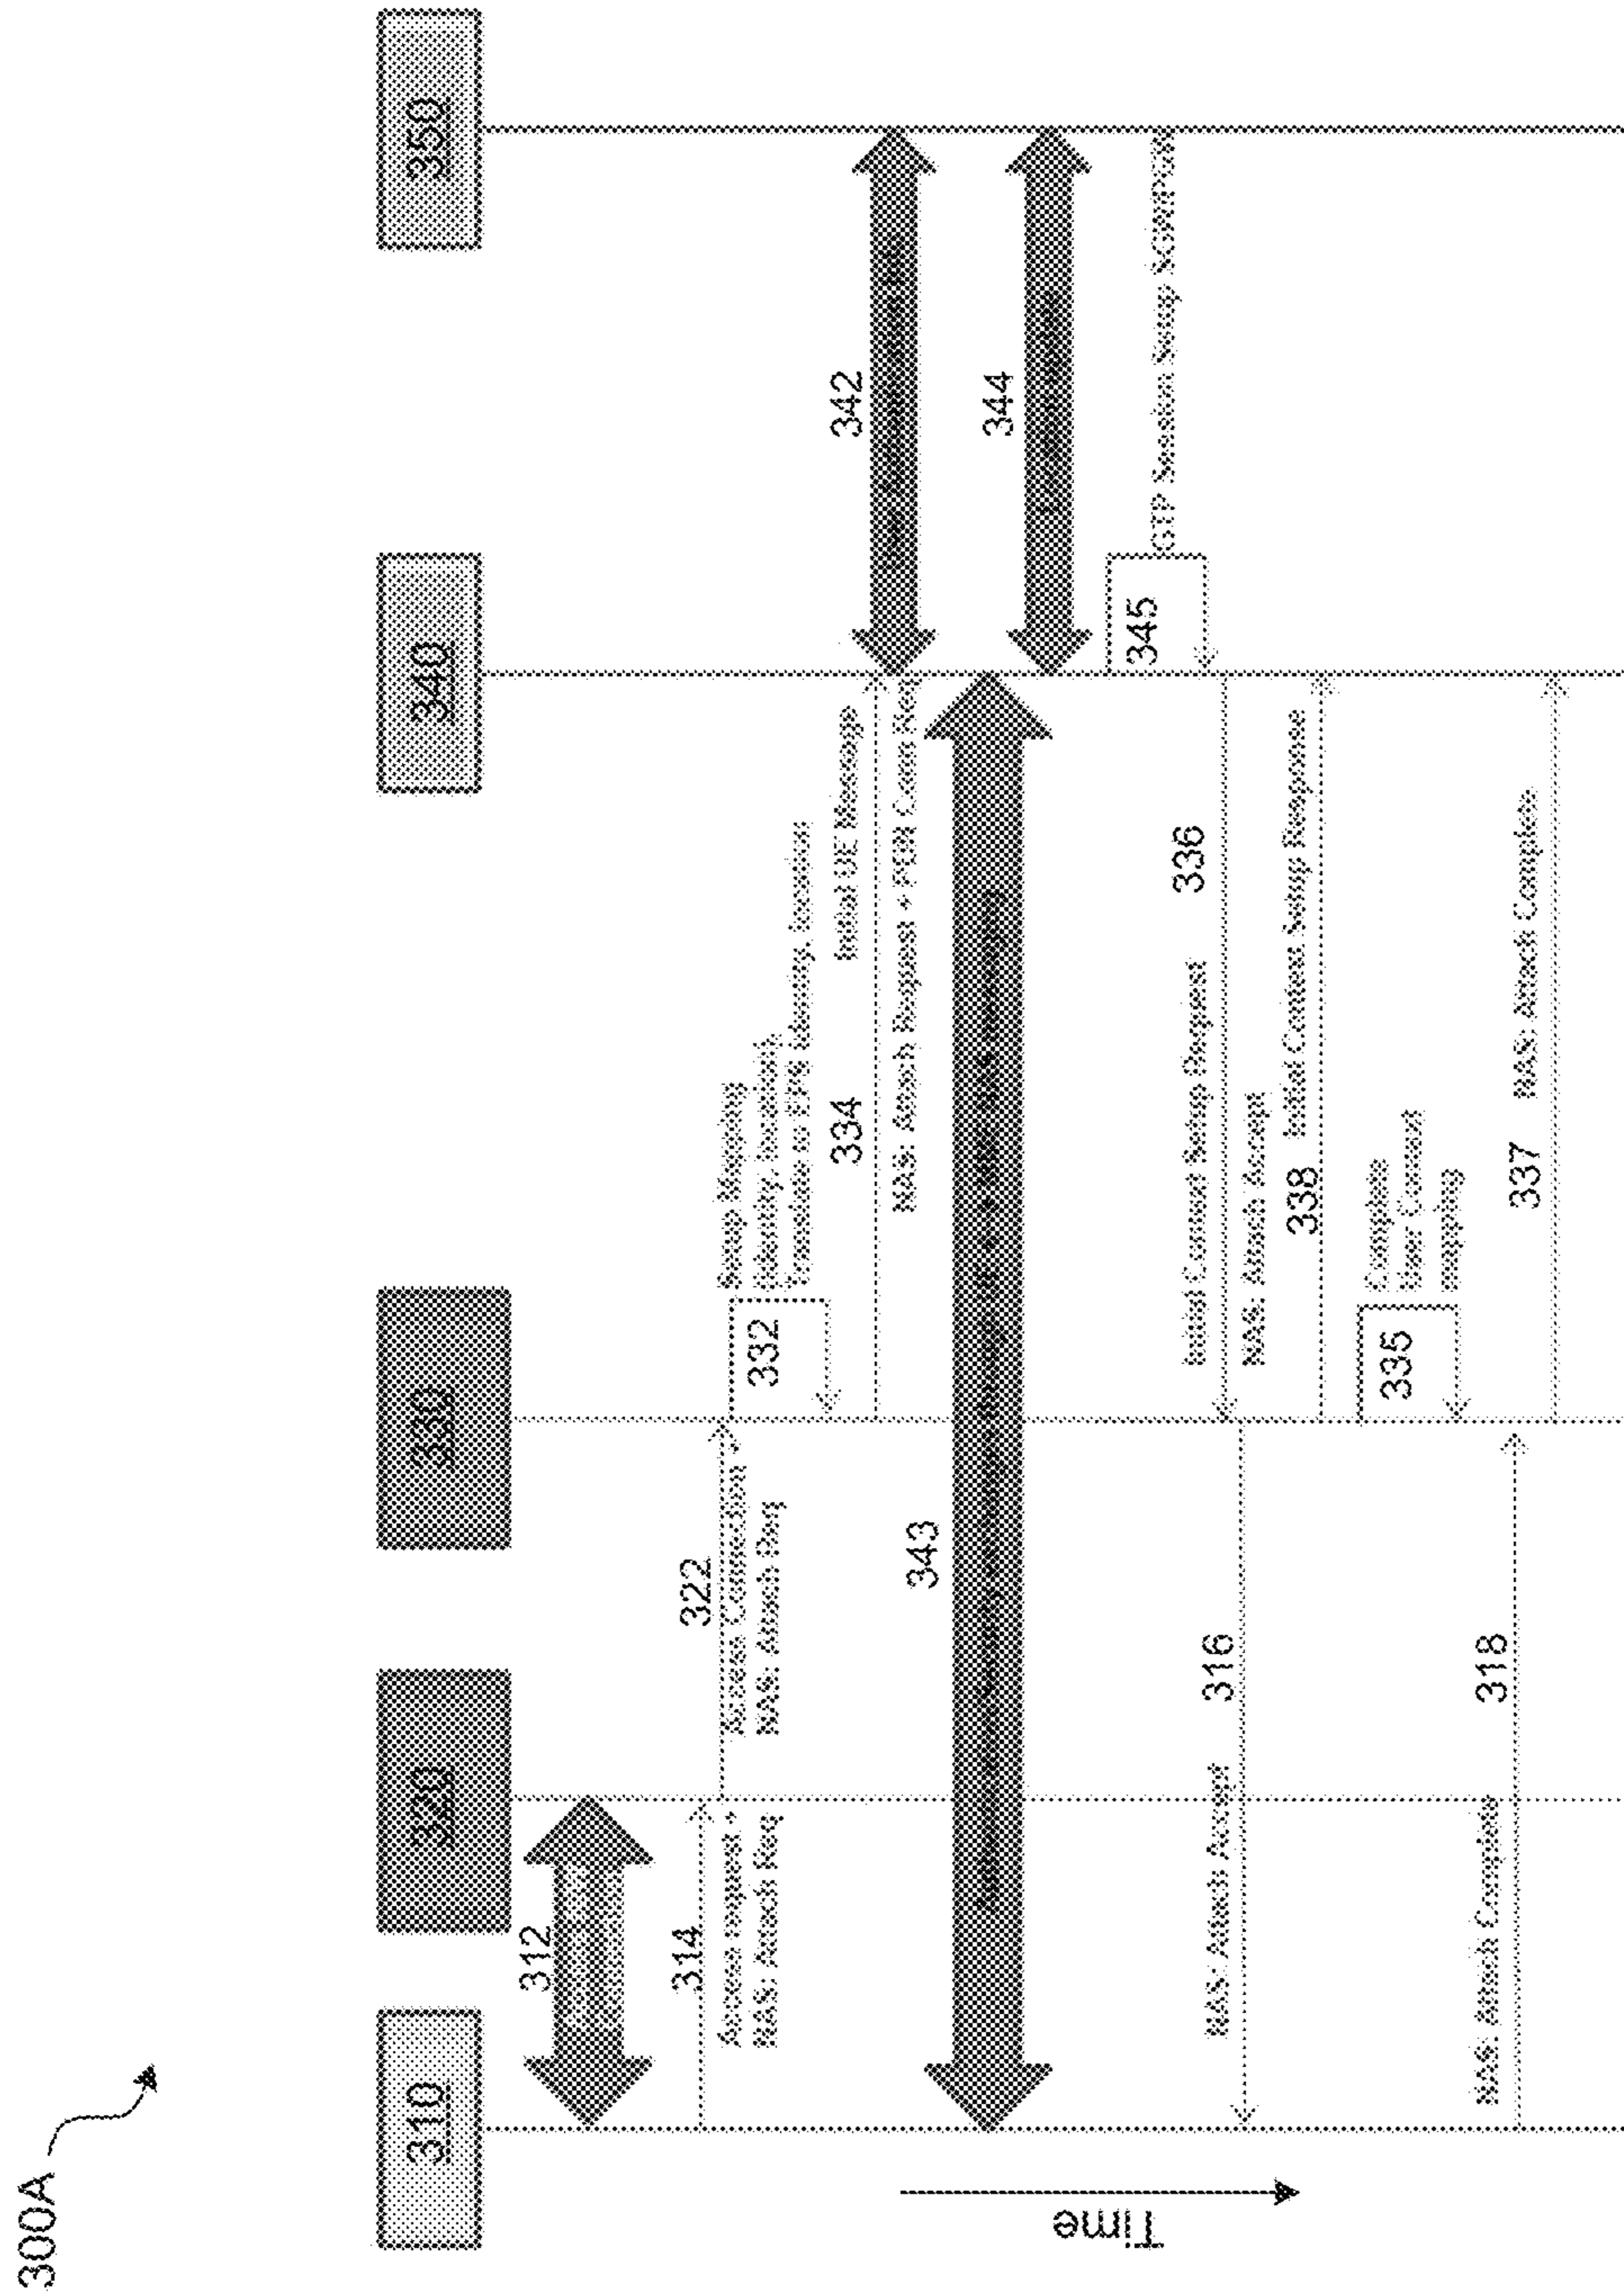 300A
310
320
330
340
350
Time
312
314
Access request +
NAS: Attach Req
322
Access Connection
NAS: Attach Req
332
Setup Mapping
Identity, location,
Translate to EPC identity, location
334
Initial UE Message
NAS: Attach Request + PDN Conn Req
342
343
344
345
GTP Session Setup SGW/PGW
336
Initial Context Setup Request
NAS: Attach Accept
316
NAS: Attach Accept
338
Initial Context Setup Response
335
Complete
User Context
mapping
318
NAS: Attach Complete
337
NAS: Attach Complete